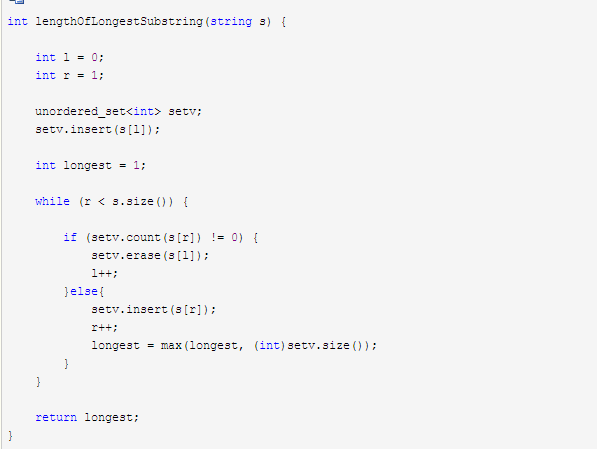 int lengthOfLongestSubstring(string s) {
int l = 0;
int r = 1;
unordered_set<int> setv;
setv.insert(s[l]);
int longest = 1;
while (r < s.size()) {
if (setv.count(s[r]) != 0) {
setv.erase(s[l]);
l++;
}else{
setv.insert(s[r]);
r++;
longest = max(longest, (int)setv.size());
}
}
return longest;
}